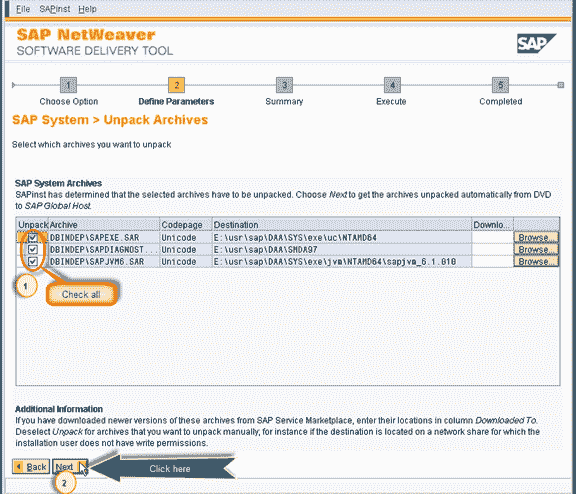 File SAPinst Help
SAP NetWeaver
SOFTWARE DELIVERY TOOL
SAP
1 2 3 4 5
Choose Option Define Parameters Summary Execute Completed
SAP System > Unpack Archives
Select which archives you want to unpack
SAP System Archives
SAPinst has determined that the selected archives have to be unpacked. Choose Next to get the archives unpacked automatically from DVD
to SAP Global Host.
Unpack Archive Codepage Destination Downlo...
DBINDEP\SAPEXE.SAR Unicode E:\usr\sap\DAA\SYS\exe\uc\NTAMD64 Browse...
DBINDEP\SAPDIAGNOST... Unicode E:\usr\sap\DAA\SMDA97 Browse...
DBINDEP\SAPJVM6.SAR Unicode E:\usr\sap\DAA\SYS\exe\jvm\NTAMD64\sapjvm_6.1.010 Browse...
1
Check all
Additional Information
If you have downloaded newer versions of these archives from SAP Service Marketplace, enter their locations in column Downloaded To.
Deselect Unpack for archives that you want to unpack manually, for instance if the destination is located on a network share for which the
installation user does not have write permissions.
Back Next Click here
2